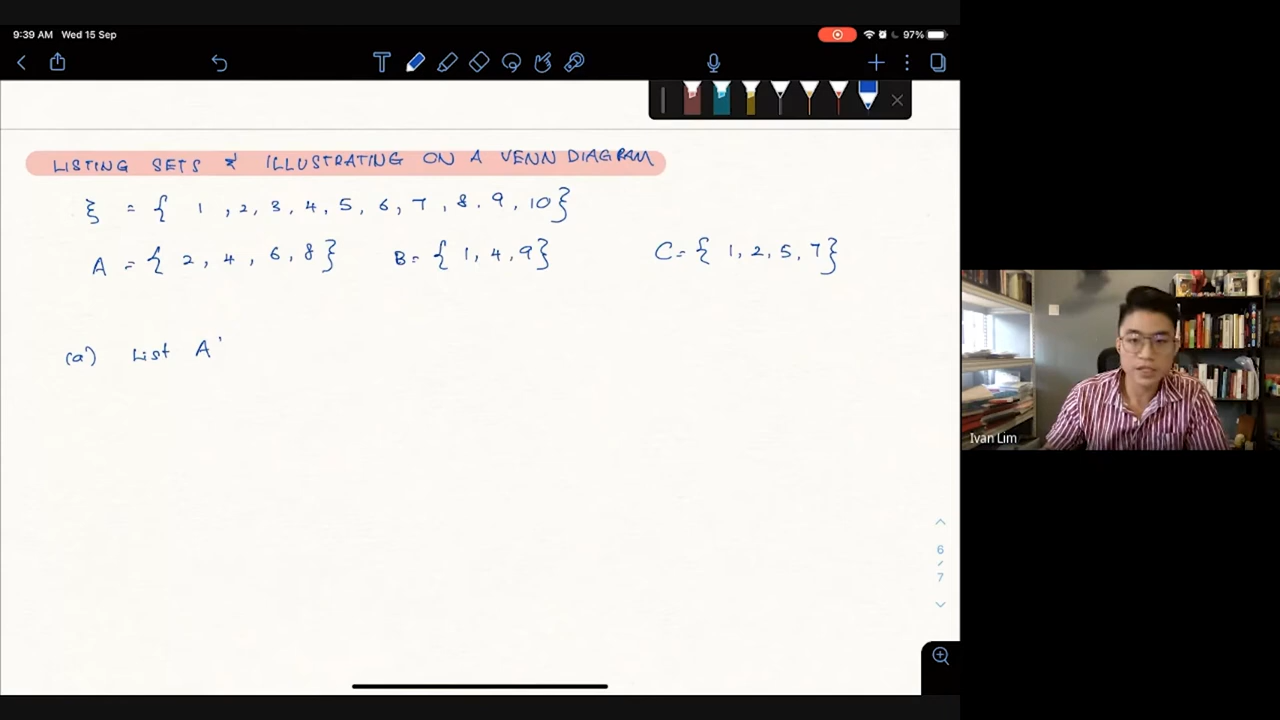 9:39 AM Wed 15 Sep 97%
LISTING SETS & ILLUSTRATING ON A VENN DIAGRAM
ξ = { 1 , 2, 3, 4, 5, 6, 7, 8, 9, 10}
A = { 2, 4, 6, 8 } B = { 1, 4, 9} C = { 1, 2, 5, 7}
(a) List A'
Ivan Lim
6
/
7